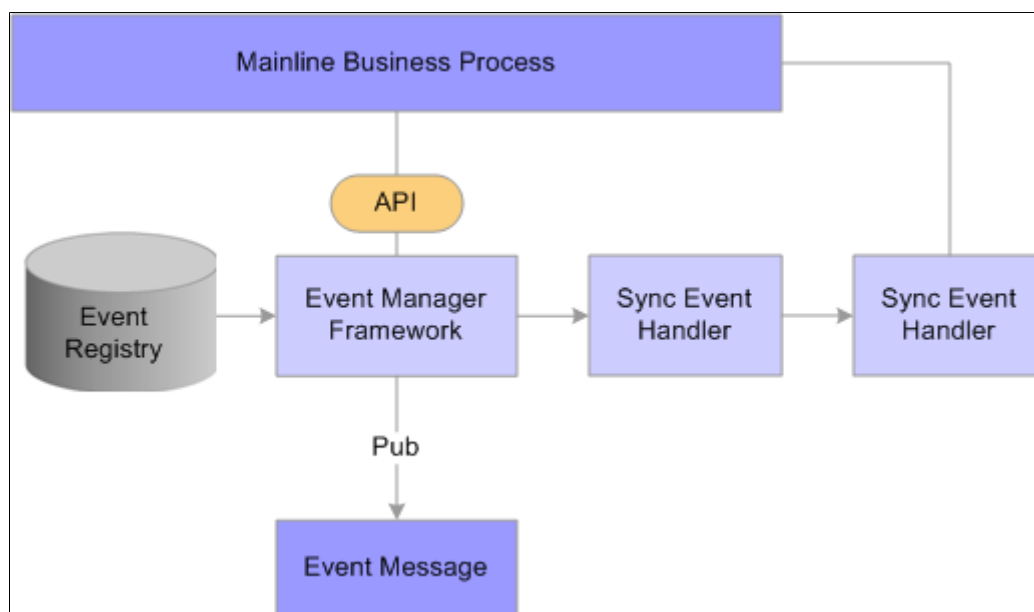 Mainline Business Process
API
Event
Registry
Event Manager
Framework
Sync Event
Handler
Sync Event
Handler
Pub
Event Message